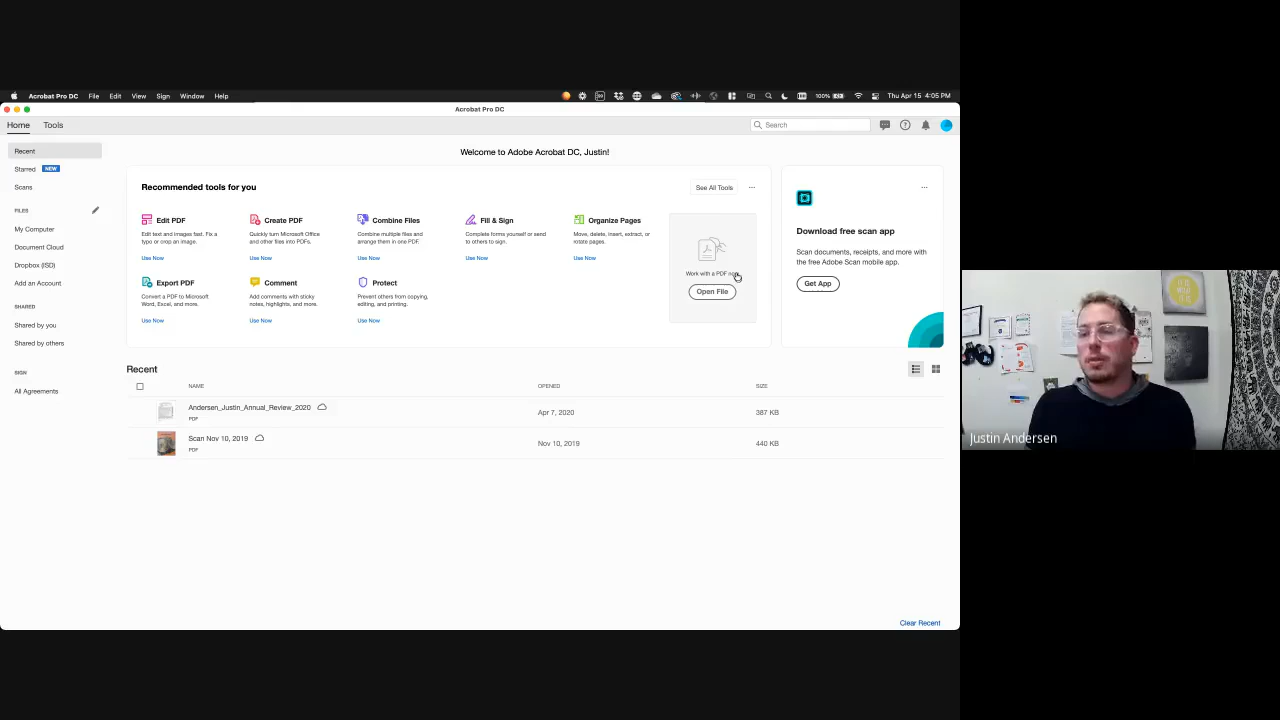 Acrobat Pro DC File Edit View Sign Window Help 100% Thu Apr 15 4:05 PM
Acrobat Pro DC
Home Tools Search
Welcome to Adobe Acrobat DC, Justin!
Recent
Starred NEW
Scans
FILES
My Computer
Document Cloud
Dropbox (ISD)
Add an Account
SHARED
Shared by you
Shared by others
SIGN
All Agreements
Recommended tools for you
See All Tools
Edit PDF
Edit text and images fast. Fix a
typo or crop an image.
Use Now
Create PDF
Quickly turn Microsoft Office
and other files into PDFs.
Use Now
Combine Files
Combine multiple files and
arrange them in one PDF.
Use Now
Fill & Sign
Complete forms yourself or send
to others to sign.
Use Now
Organize Pages
Move, delete, insert, extract, or
rotate pages.
Use Now
Export PDF
Convert a PDF to Microsoft
Word, Excel, and more.
Use Now
Comment
Add comments with sticky
notes, highlights, and more.
Use Now
Protect
Prevent others from copying,
editing, and printing.
Use Now
Work with a PDF
Open File
Download free scan app
Scan documents, receipts, and more with
the free Adobe Scan mobile app.
Get App
Recent
NAME OPENED SIZE
Andersen_Justin_Annual_Review_2020 Apr 7, 2020 387 KB
PDF
Scan Nov 10, 2019 Nov 10, 2019 440 KB
PDF
Clear Recent
Justin Andersen